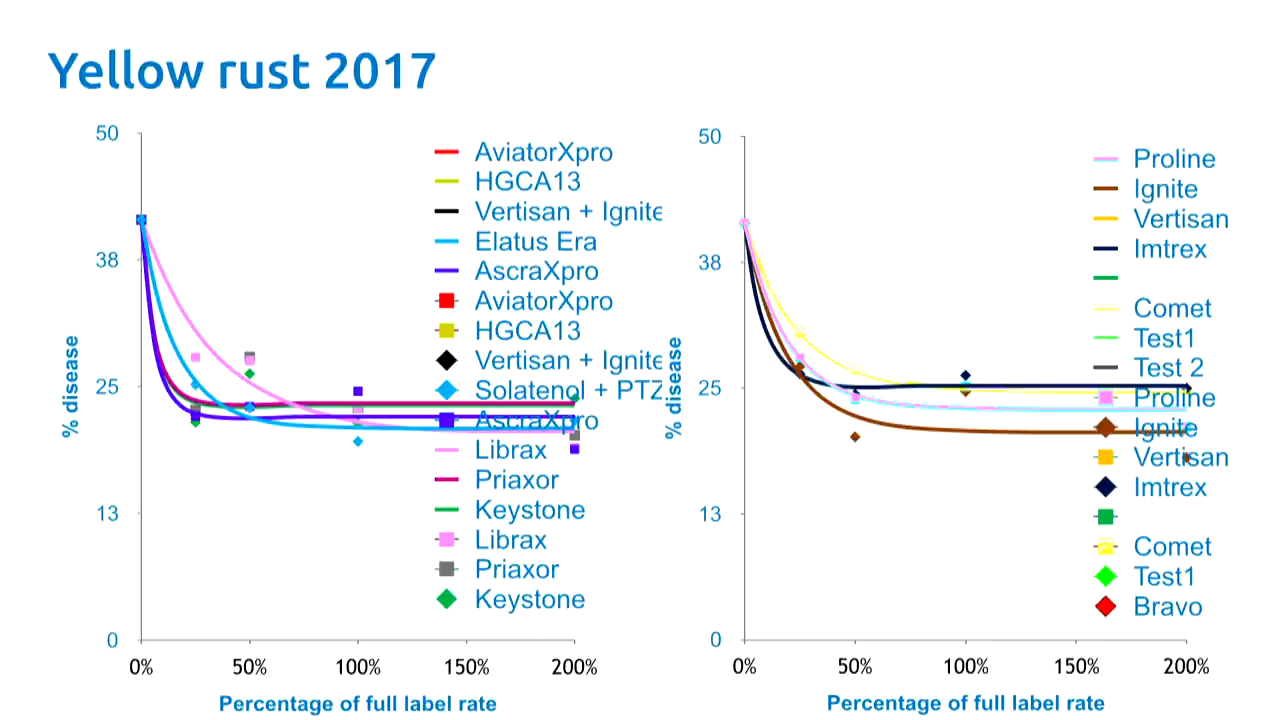 Yellow rust 2017
50
38
25
13
0
% disease
0% 50% 100% 150% 200%
Percentage of full label rate
AviatorXpro
HGCA13
Vertisan + Ignite
Elatus Era
AscraXpro
AviatorXpro
HGCA13
Vertisan + Ignite
Solatenol + PTZ
AscraXpro
Librax
Priaxor
Keystone
Librax
Priaxor
Keystone
50
38
25
13
0
% disease
0% 50% 100% 150% 200%
Percentage of full label rate
Proline
Ignite
Vertisan
Imtrex
Comet
Test1
Test 2
Proline
Ignite
Vertisan
Imtrex
Comet
Test1
Bravo